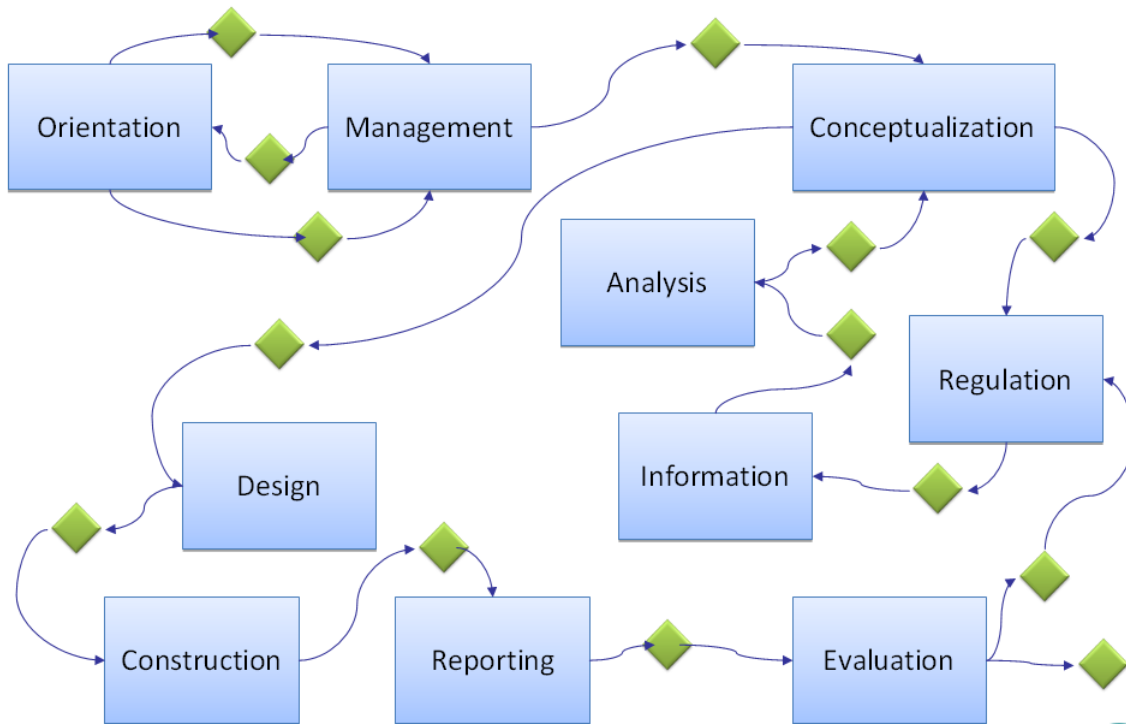 Orientation
Management
Conceptualization
Analysis
Regulation
Information
Design
Construction
Reporting
Evaluation